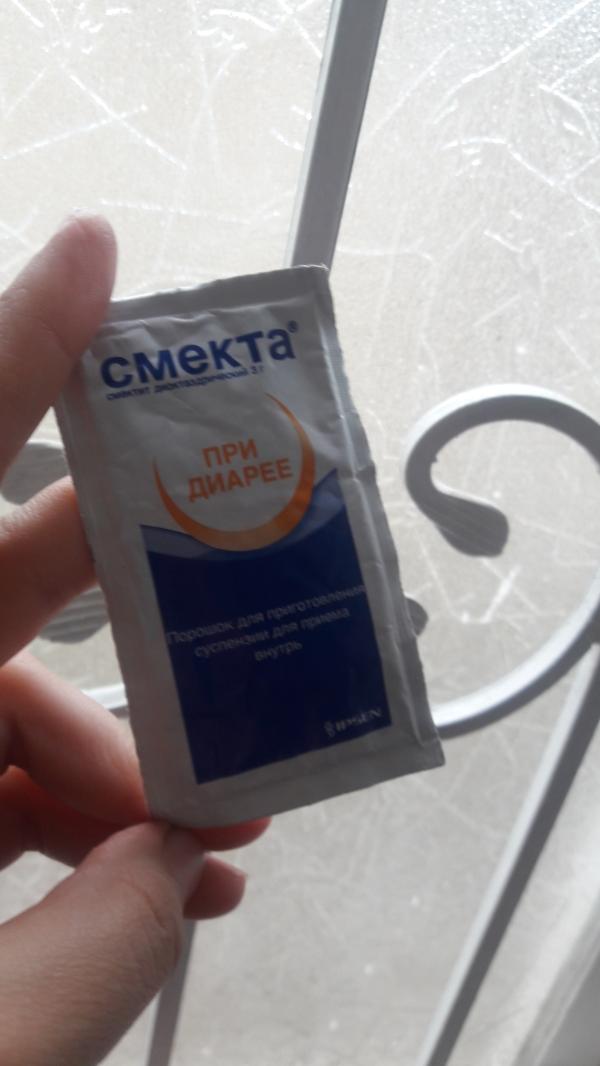 смекта®
смектит диоктаэдрический 3 г
ПРИ
ДИАРЕЕ
Порошок для приготовления
суспензии для приема
внутрь
IPSEN